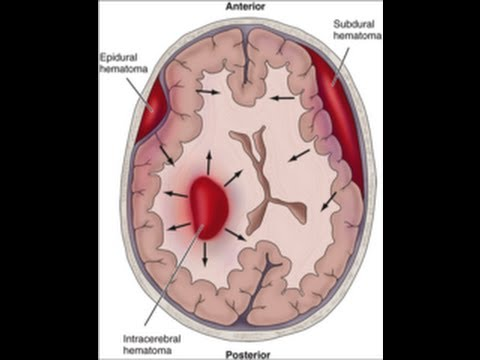 Anterior
Subdural
hematoma
Epidural
hematoma
Intracerebral
hematoma
Posterior